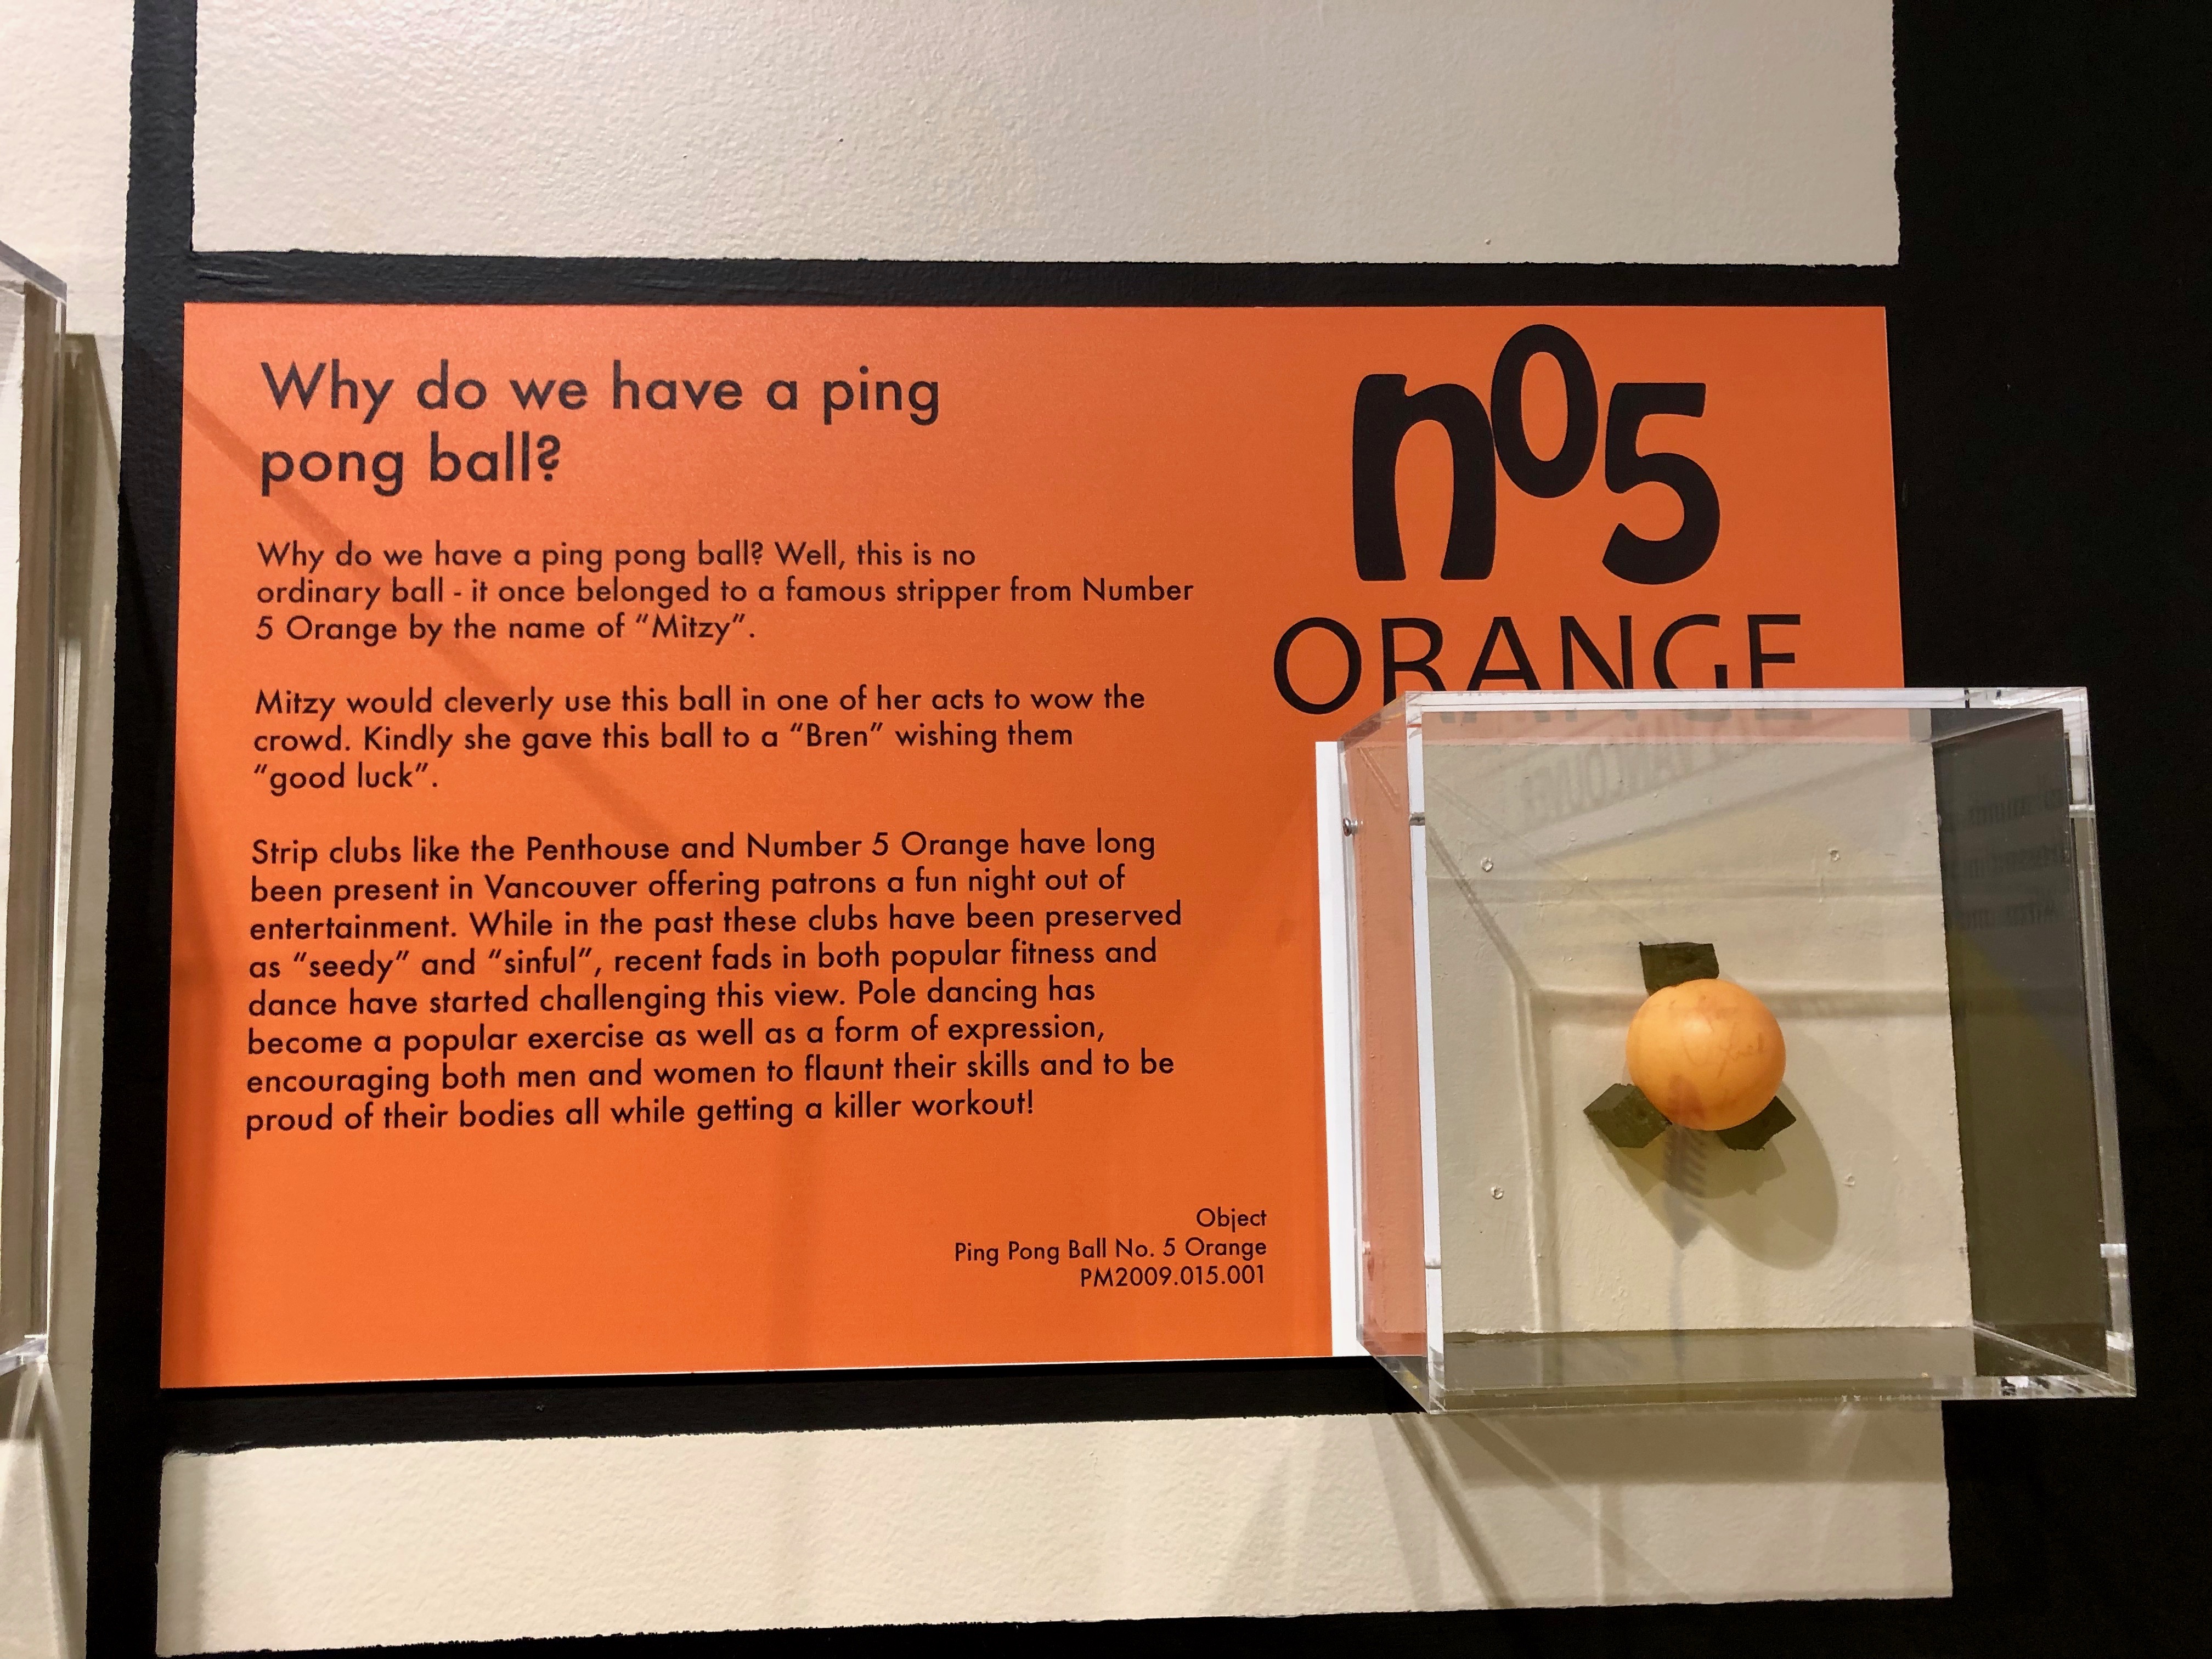 Why do we have a ping
pong ball?
Why do we have a ping pong ball? Well, this is no
ordinary ball - it once belonged to a famous stripper from Number
5 Orange by the name of “Mitzy”.
Mitzy would cleverly use this ball in one of her acts to wow the
crowd. Kindly she gave this ball to a “Bren” wishing them
“good luck”.
Strip clubs like the Penthouse and Number 5 Orange have long
been present in Vancouver offering patrons a fun night out of
entertainment. While in the past these clubs have been preserved
as “seedy” and “sinful”, recent fads in both popular fitness and
dance have started challenging this view. Pole dancing has
become a popular exercise as well as a form of expression,
encouraging both men and women to flaunt their skills and to be
proud of their bodies all while getting a killer workout!
Object
Ping Pong Ball No. 5 Orange
PM2009.015.001
nº5
ORANGE
VANCOUVER